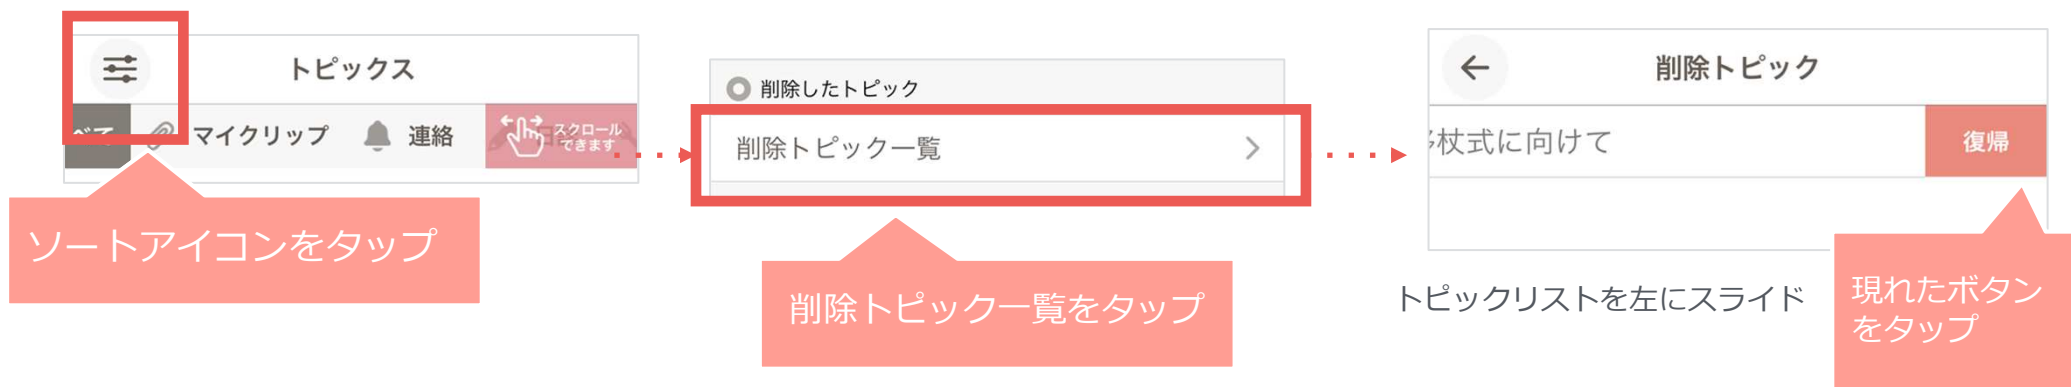 トピックス
マイクリップ 連絡
スクロール
できます
ソートアイコンをタップ
削除したトピック
削除トピック一覧
削除トピック一覧をタップ
削除トピック
杖式に向けて
復帰
トピックリストを左にスライド
現れたボタン
をタップ